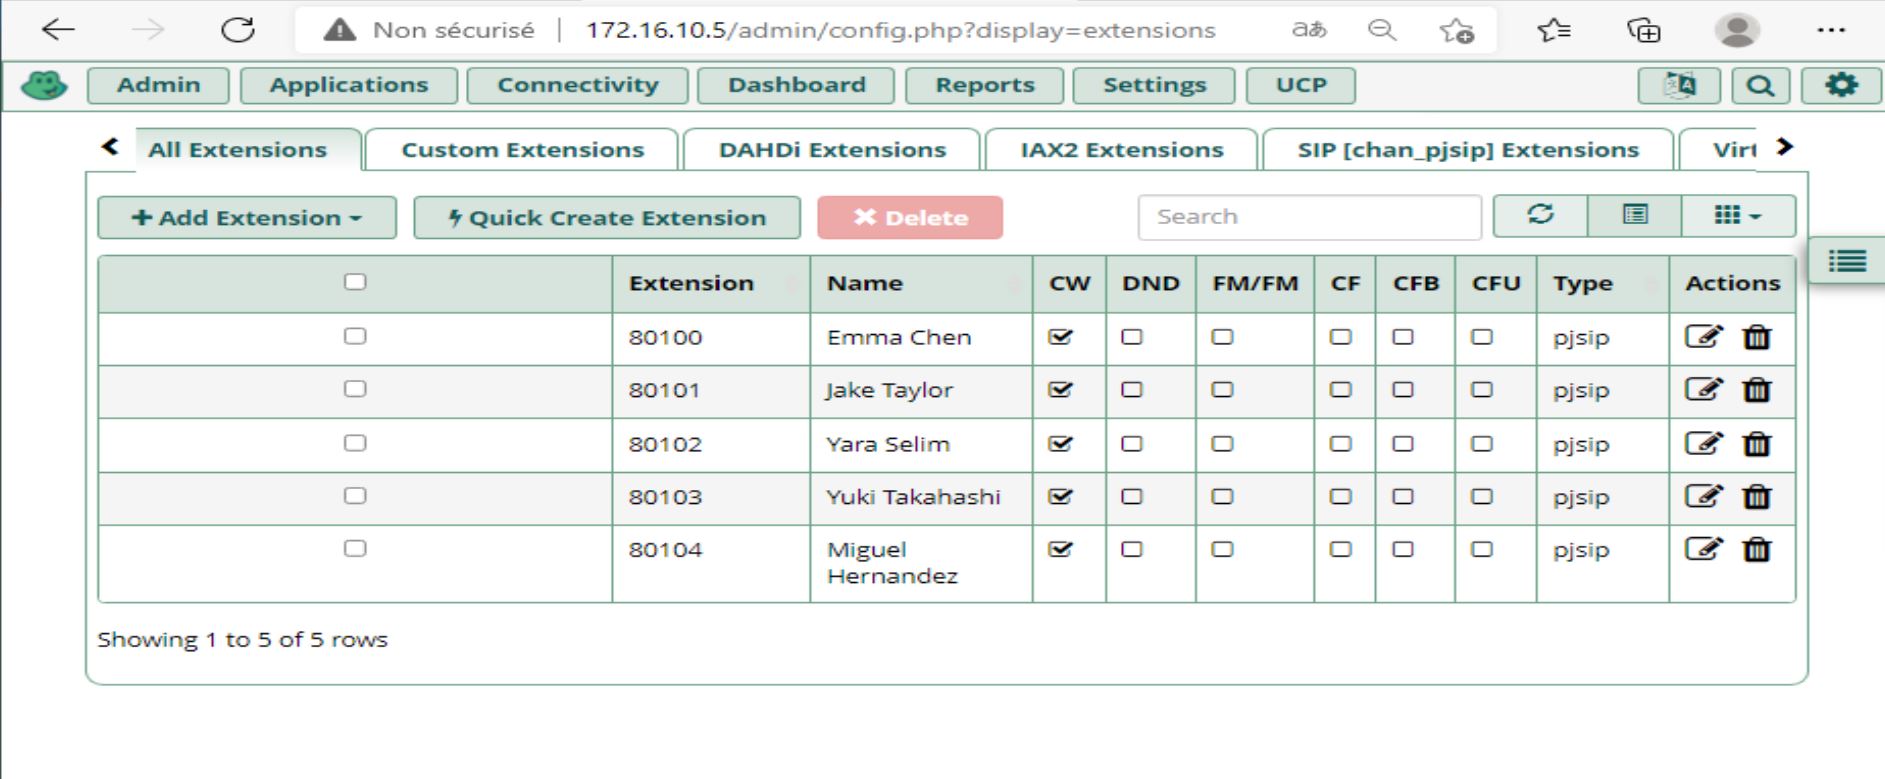 Non sécurisé | 172.16.10.5/admin/config.php?display=extensions aあ
Admin Applications Connectivity Dashboard Reports Settings UCP
All Extensions Custom Extensions DAHDi Extensions IAX2 Extensions SIP [chan_pjsip] Extensions Virt
Add Extension Quick Create Extension Delete Search
Extension Name CW DND FM/FM CF CFB CFU Type Actions
80100 Emma Chen pjsip
80101 Jake Taylor pjsip
80102 Yara Selim pjsip
80103 Yuki Takahashi pjsip
80104 Miguel pjsip
Hernandez
Showing 1 to 5 of 5 rows